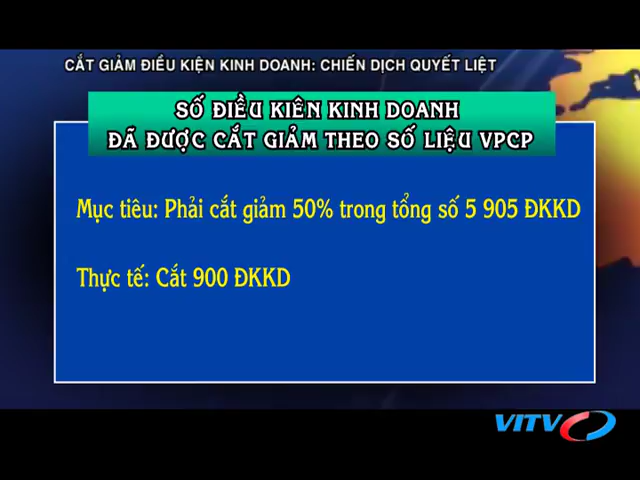 CẮT GIẢM ĐIỀU KIỆN KINH DOANH: CHIẾN DỊCH QUYẾT LIỆT
SỐ ĐIỀU KIÊN KINH DOANH
ĐÃ ĐƯỢC CẮT GIẢM THEO SỐ LIỆU VPCP
Mục tiêu: Phải cắt giảm 50% trong tổng số 5 905 ĐKKD
Thực tế: Cắt 900 ĐKKD
VITV